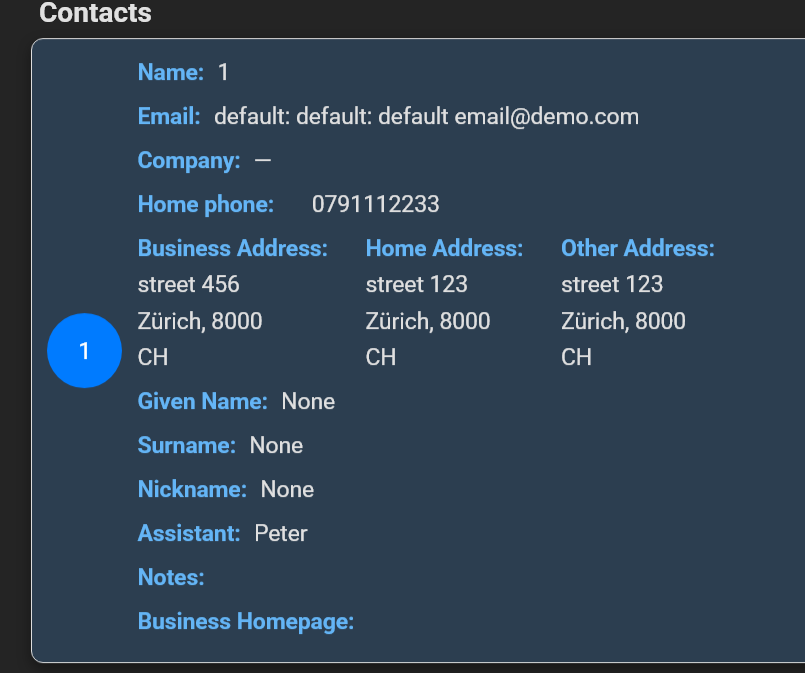 Contacts
Name: 1
Email: default: default: default email@demo.com
Company: —
Home phone: 0791112233
Business Address: Home Address: Other Address:
street 456 street 123 street 123
Zürich, 8000 Zürich, 8000 Zürich, 8000
1
CH CH CH
Given Name: None
Surname: None
Nickname: None
Assistant: Peter
Notes:
Business Homepage: